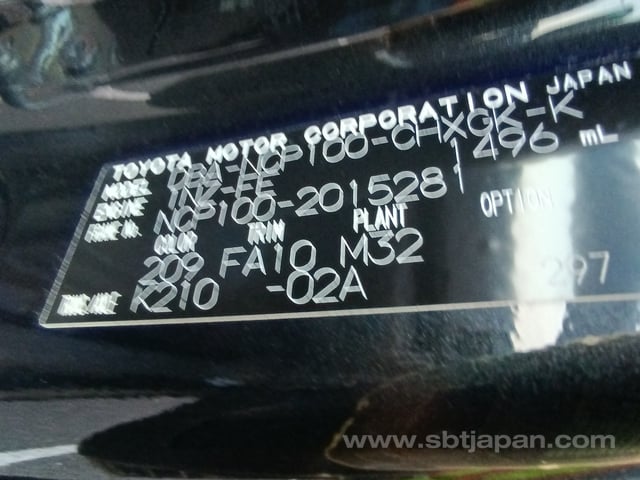 TOYOTA MOTOR CORPORATION JAPAN
MODEL DBA-NCP100-CHXGK-K
ENGINE 1NZ-FE 1496 mL
FRAME No. NCP100-2015281
COLOR TRIM PLANT OPTION
209 FA10 M32
TRANS/AXLE K210 -02A 297
www.sbtjapan.com